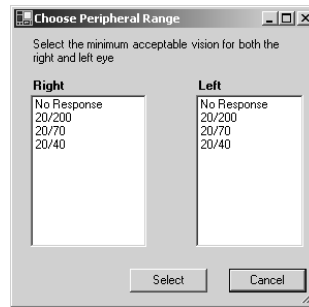 Choose Peripheral Range
Select the minimum acceptable vision for both the
right and left eye
Right
No Response
20/200
20/70
20/40
Left
No Response
20/200
20/70
20/40
Select
Cancel